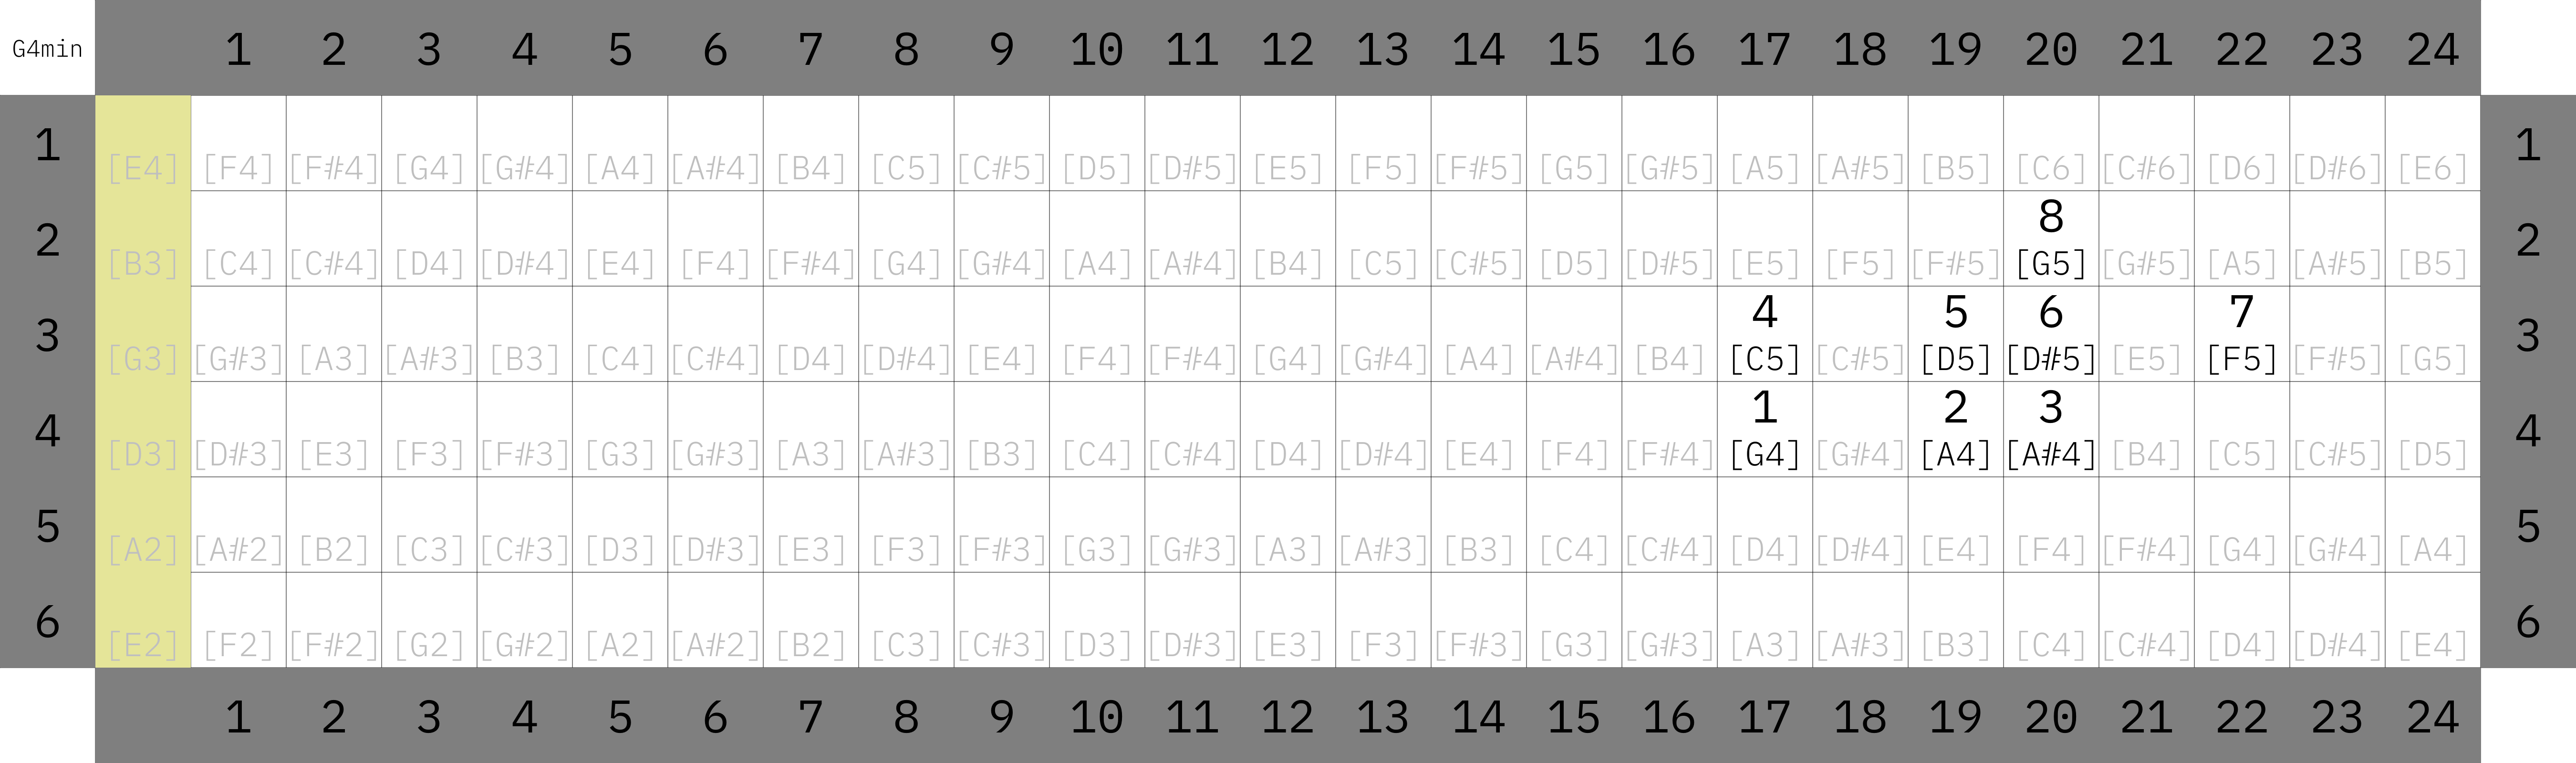 G4min 1 2 3 4 5 6 7 8 9 10 11 12 13 14 15 16 17 18 19 20 21 22 23 24
1 [E4] [F4] [F#4] [G4] [G#4] [A4] [A#4] [B4] [C5] [C#5] [D5] [D#5] [E5] [F5] [F#5] [G5] [G#5] [A5] [A#5] [B5] [C6] [C#6] [D6] [D#6] [E6] 1
8
2 [B3] [C4] [C#4] [D4] [D#4] [E4] [F4] [F#4] [G4] [G#4] [A4] [A#4] [B4] [C5] [C#5] [D5] [D#5] [E5] [F5] [F#5] [G5] [G#5] [A5] [A#5] [B5] 2
4 5 6 7
3 [G3] [G#3] [A3] [A#3] [B3] [C4] [C#4] [D4] [D#4] [E4] [F4] [F#4] [G4] [G#4] [A4] [A#4] [B4] [C5] [C#5] [D5] [D#5] [E5] [F5] [F#5] [G5] 3
1 2 3
4 [D3] [D#3] [E3] [F3] [F#3] [G3] [G#3] [A3] [A#3] [B3] [C4] [C#4] [D4] [D#4] [E4] [F4] [F#4] [G4] [G#4] [A4] [A#4] [B4] [C5] [C#5] [D5] 4
5 [A2] [A#2] [B2] [C3] [C#3] [D3] [D#3] [E3] [F3] [F#3] [G3] [G#3] [A3] [A#3] [B3] [C4] [C#4] [D4] [D#4] [E4] [F4] [F#4] [G4] [G#4] [A4] 5
6 [E2] [F2] [F#2] [G2] [G#2] [A2] [A#2] [B2] [C3] [C#3] [D3] [D#3] [E3] [F3] [F#3] [G3] [G#3] [A3] [A#3] [B3] [C4] [C#4] [D4] [D#4] [E4] 6
1 2 3 4 5 6 7 8 9 10 11 12 13 14 15 16 17 18 19 20 21 22 23 24